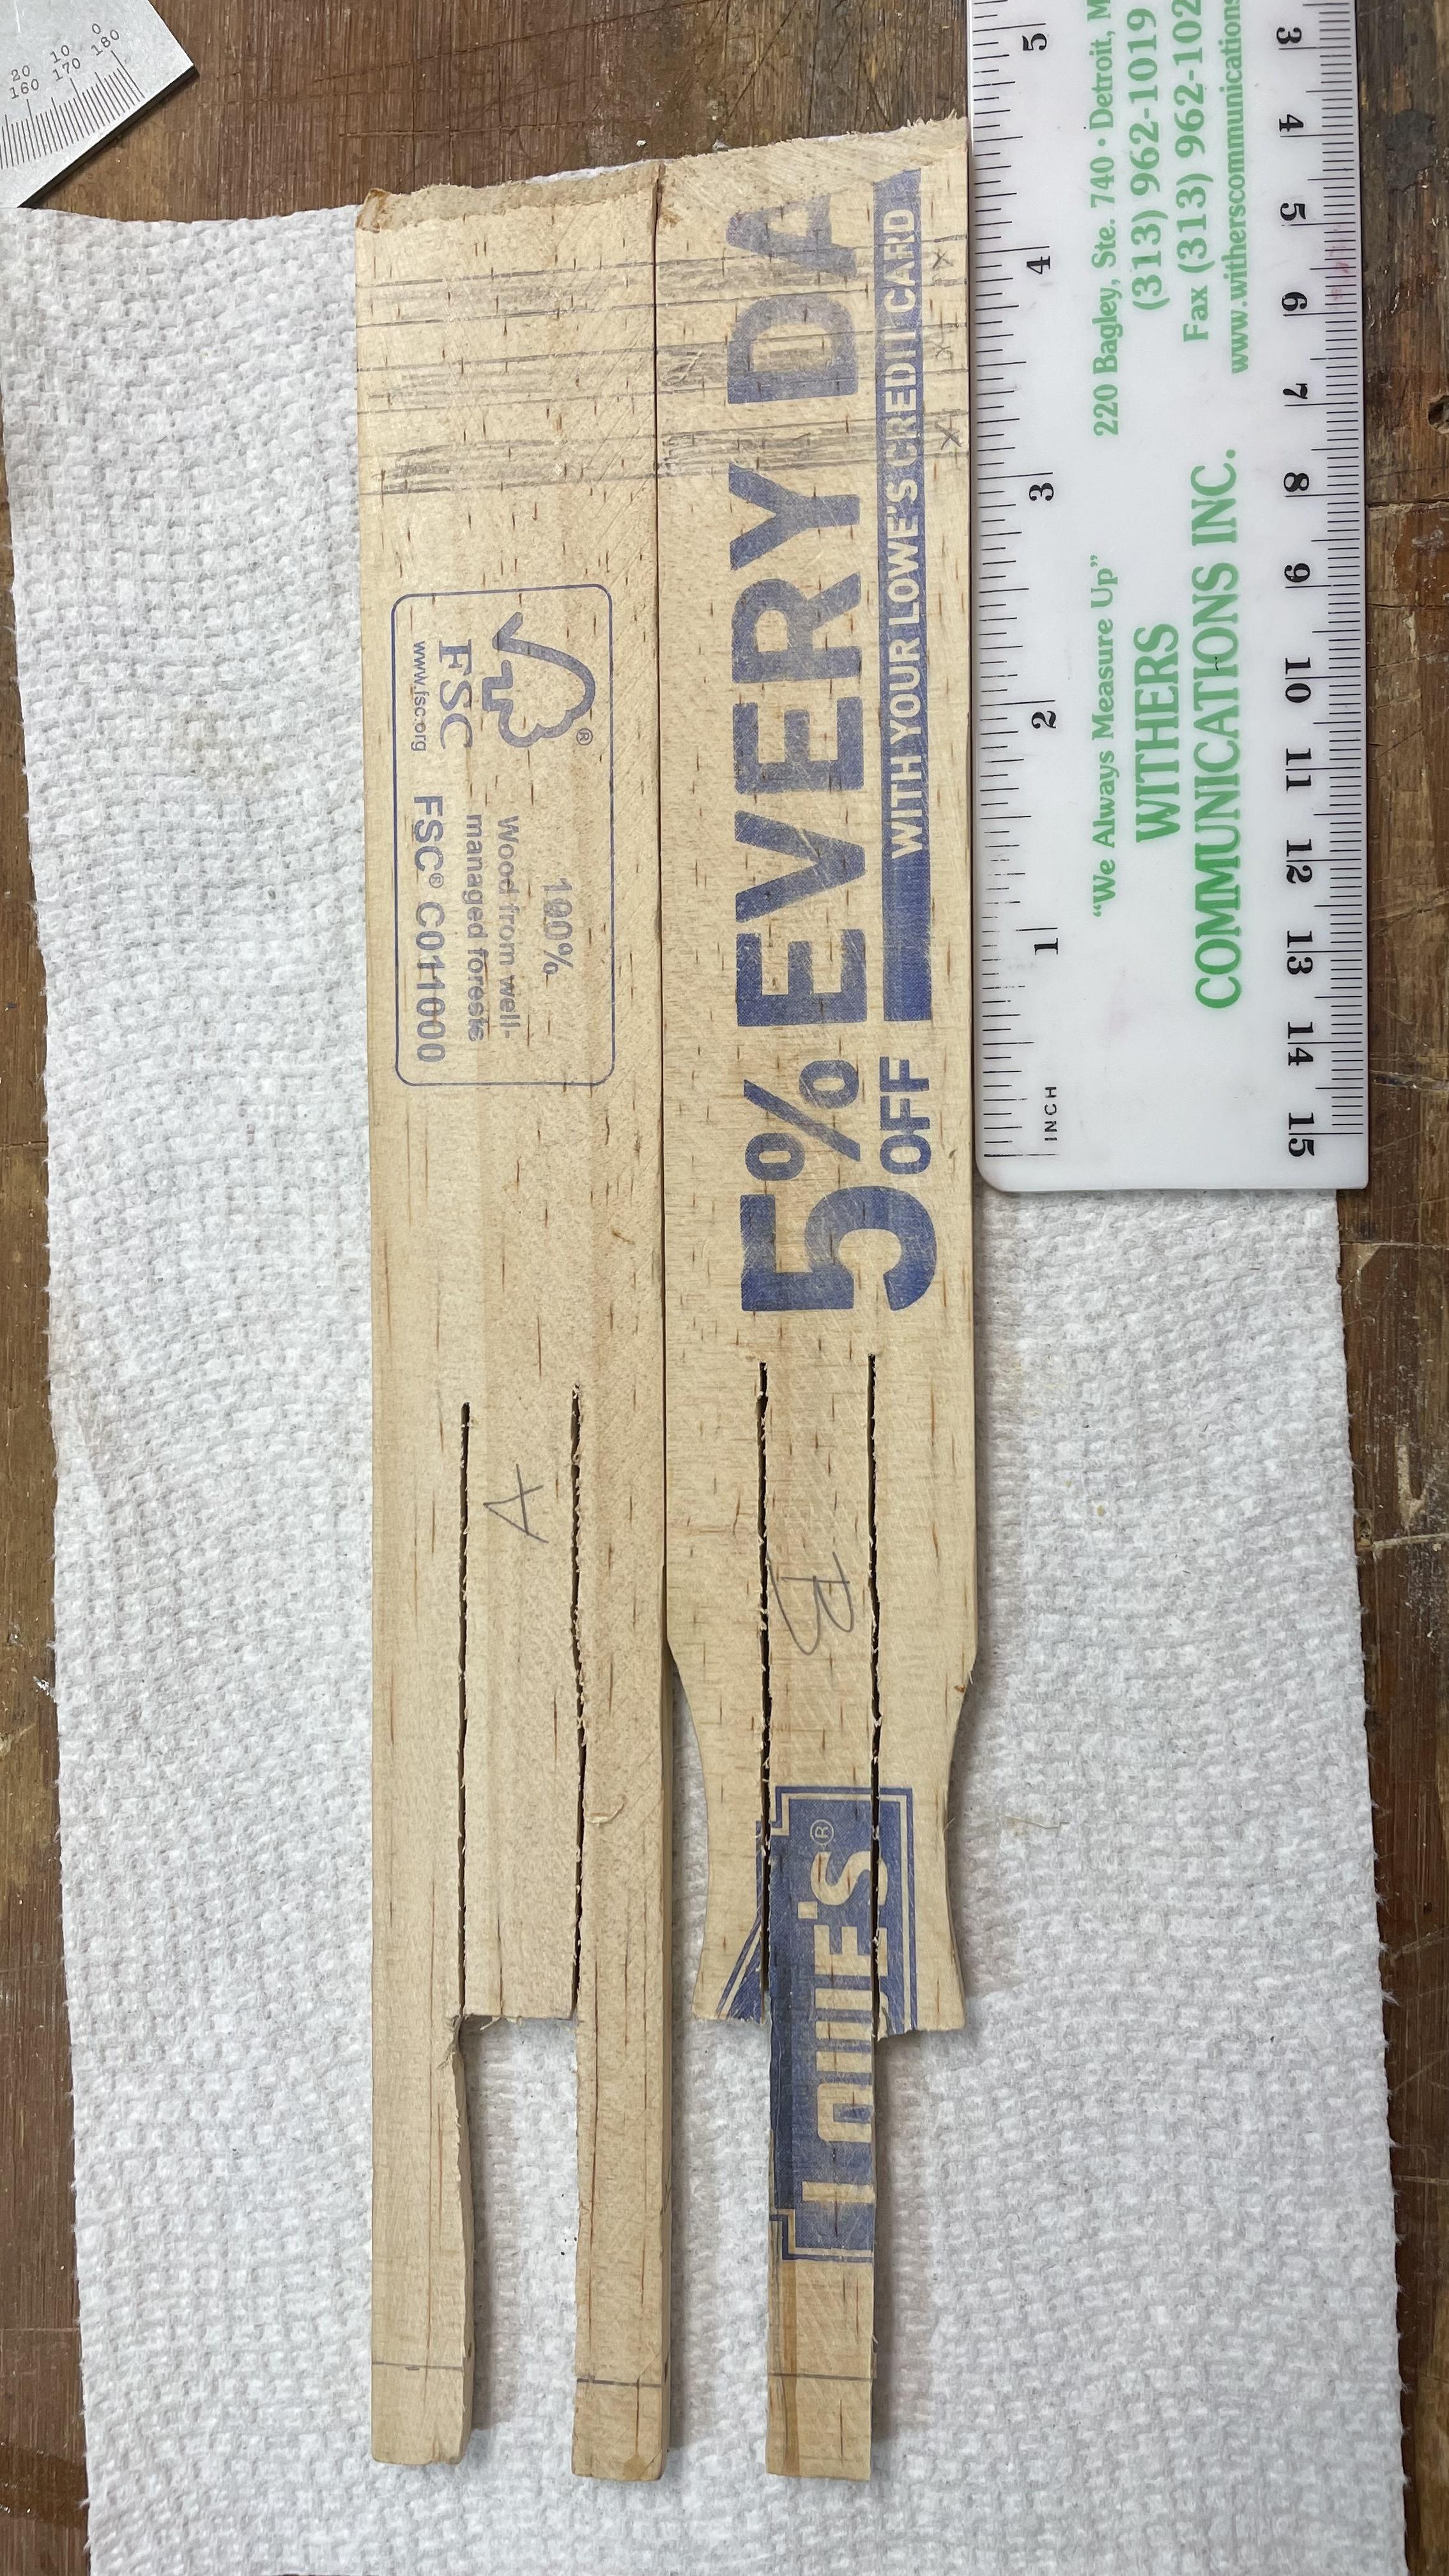 20 10 0
160 170 180
FSC
www.fsc.org
®
100%
Wood from well-
managed forests
FSC® C011000
A
5% EVERY DA
OFF
WITH YOUR LOWE'S CREDIT CARD
B
LOWE'S®
X
X
X
5
4
3
2
1
INCH
"We Always Measure Up"
WITHERS
COMMUNICATIONS INC.
220 Bagley, Ste. 740 • Detroit, M
(313) 962-1019
Fax (313) 962-102
www.witherscommunications
3
4
5
6
7
8
9
10
11
12
13
14
15